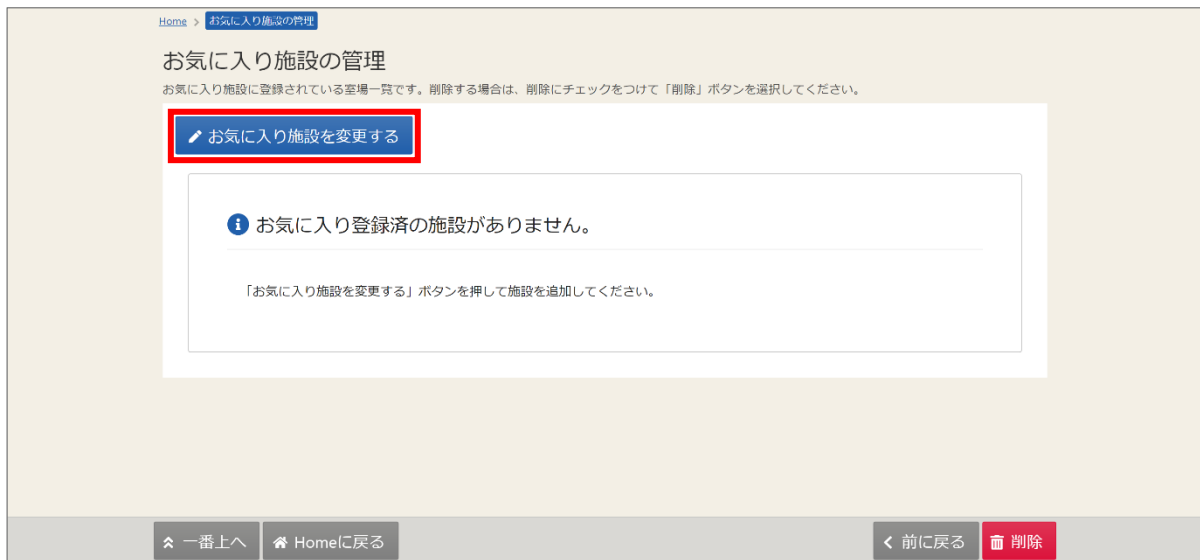 Home > お気に入り施設の管理
お気に入り施設の管理
お気に入り施設に登録されている室場一覧です。削除する場合は、削除にチェックをつけて「削除」ボタンを選択してください。
お気に入り施設を変更する
お気に入り登録済の施設がありません。
「お気に入り施設を変更する」ボタンを押して施設を追加してください。
一番上へ Homeに戻る 前に戻る 削除